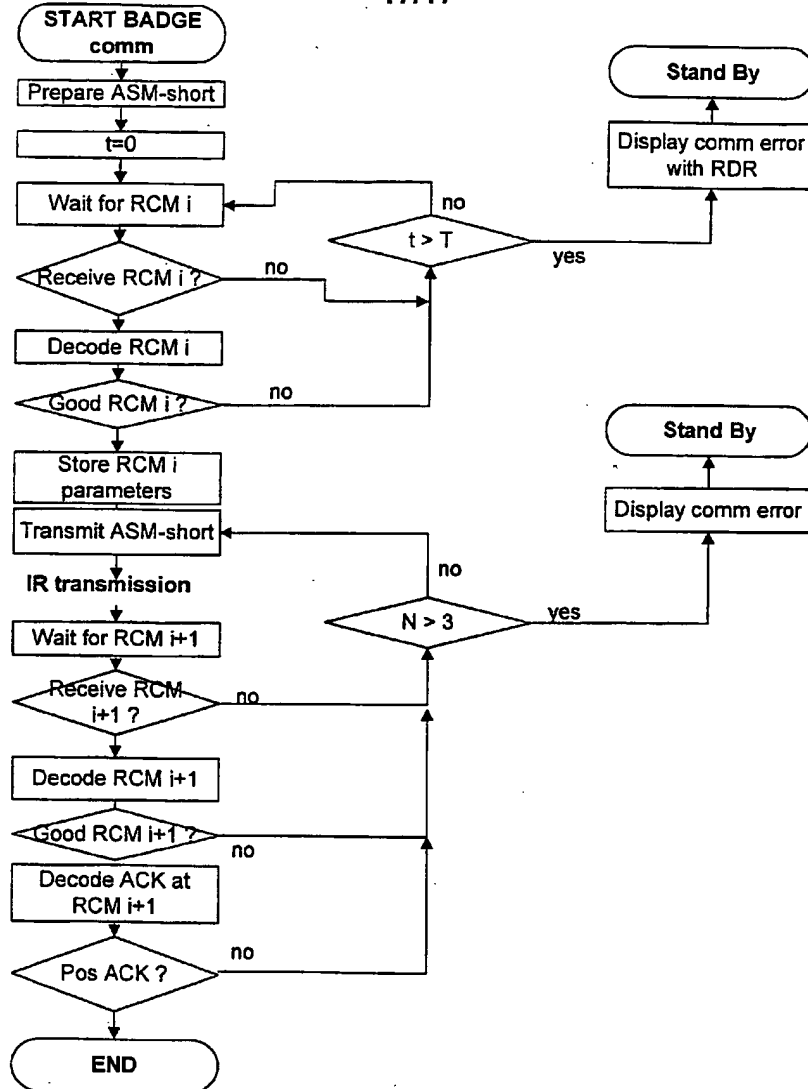 START BADGE
comm
Prepare ASM-short
t=0
Wait for RCM i
Receive RCM i ?
no
Decode RCM i
Good RCM i ?
no
Store RCM i
parameters
Transmit ASM-short
IR transmission
Wait for RCM i+1
Receive RCM
i+1 ?
no
Decode RCM i+1
Good RCM i+1 ?
no
Decode ACK at
RCM i+1
Pos ACK ?
no
END
no
t > T
yes
Display comm error
with RDR
Stand By
no
N > 3
yes
Display comm error
Stand By